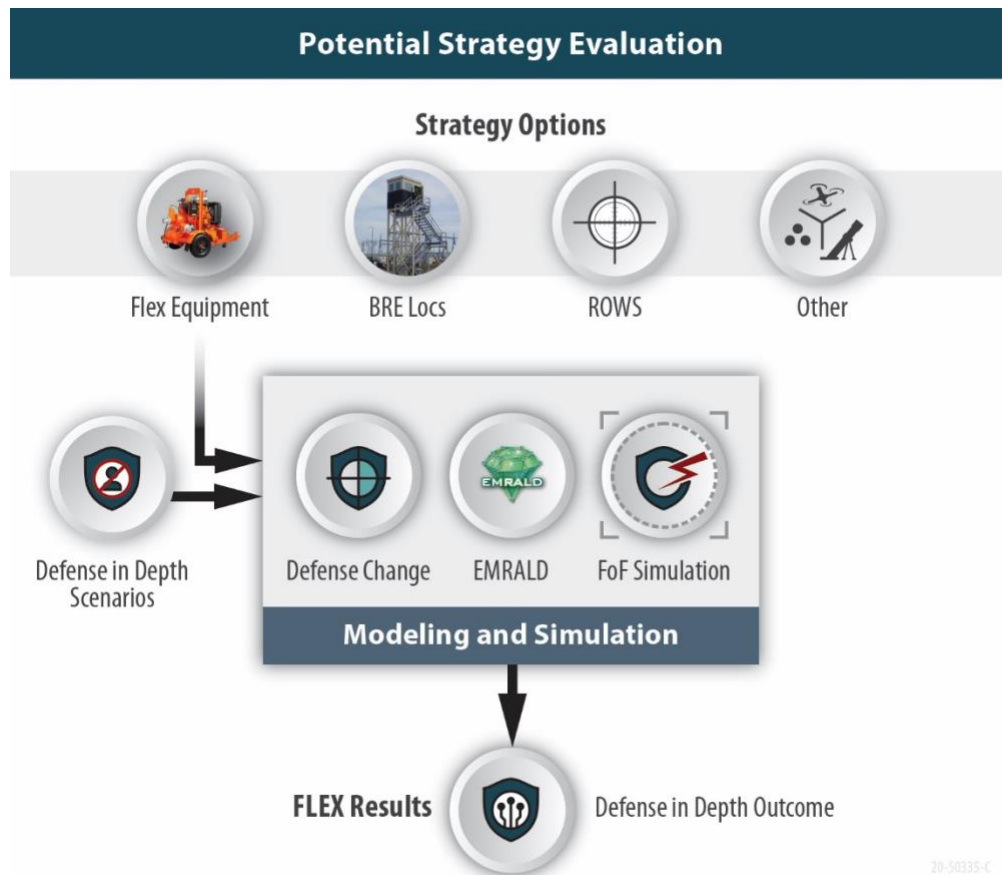 Potential Strategy Evaluation
Strategy Options
Flex Equipment
BRE Locs
ROWS
Other
Defense in Depth
Scenarios
Defense Change
EMRALD
EMRALD
FoF Simulation
Modeling and Simulation
FLEX Results
Defense in Depth Outcome
20-50335-C